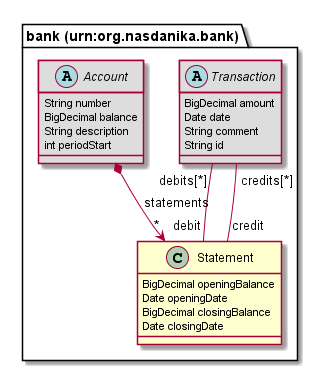 bank (urn:org.nasdanika.bank)
A Account
String number
BigDecimal balance
String description
int periodStart
A Transaction
BigDecimal amount
Date date
String comment
String id
debits[*]
credits[*]
statements
*
debit
credit
C Statement
BigDecimal openingBalance
Date openingDate
BigDecimal closingBalance
Date closingDate